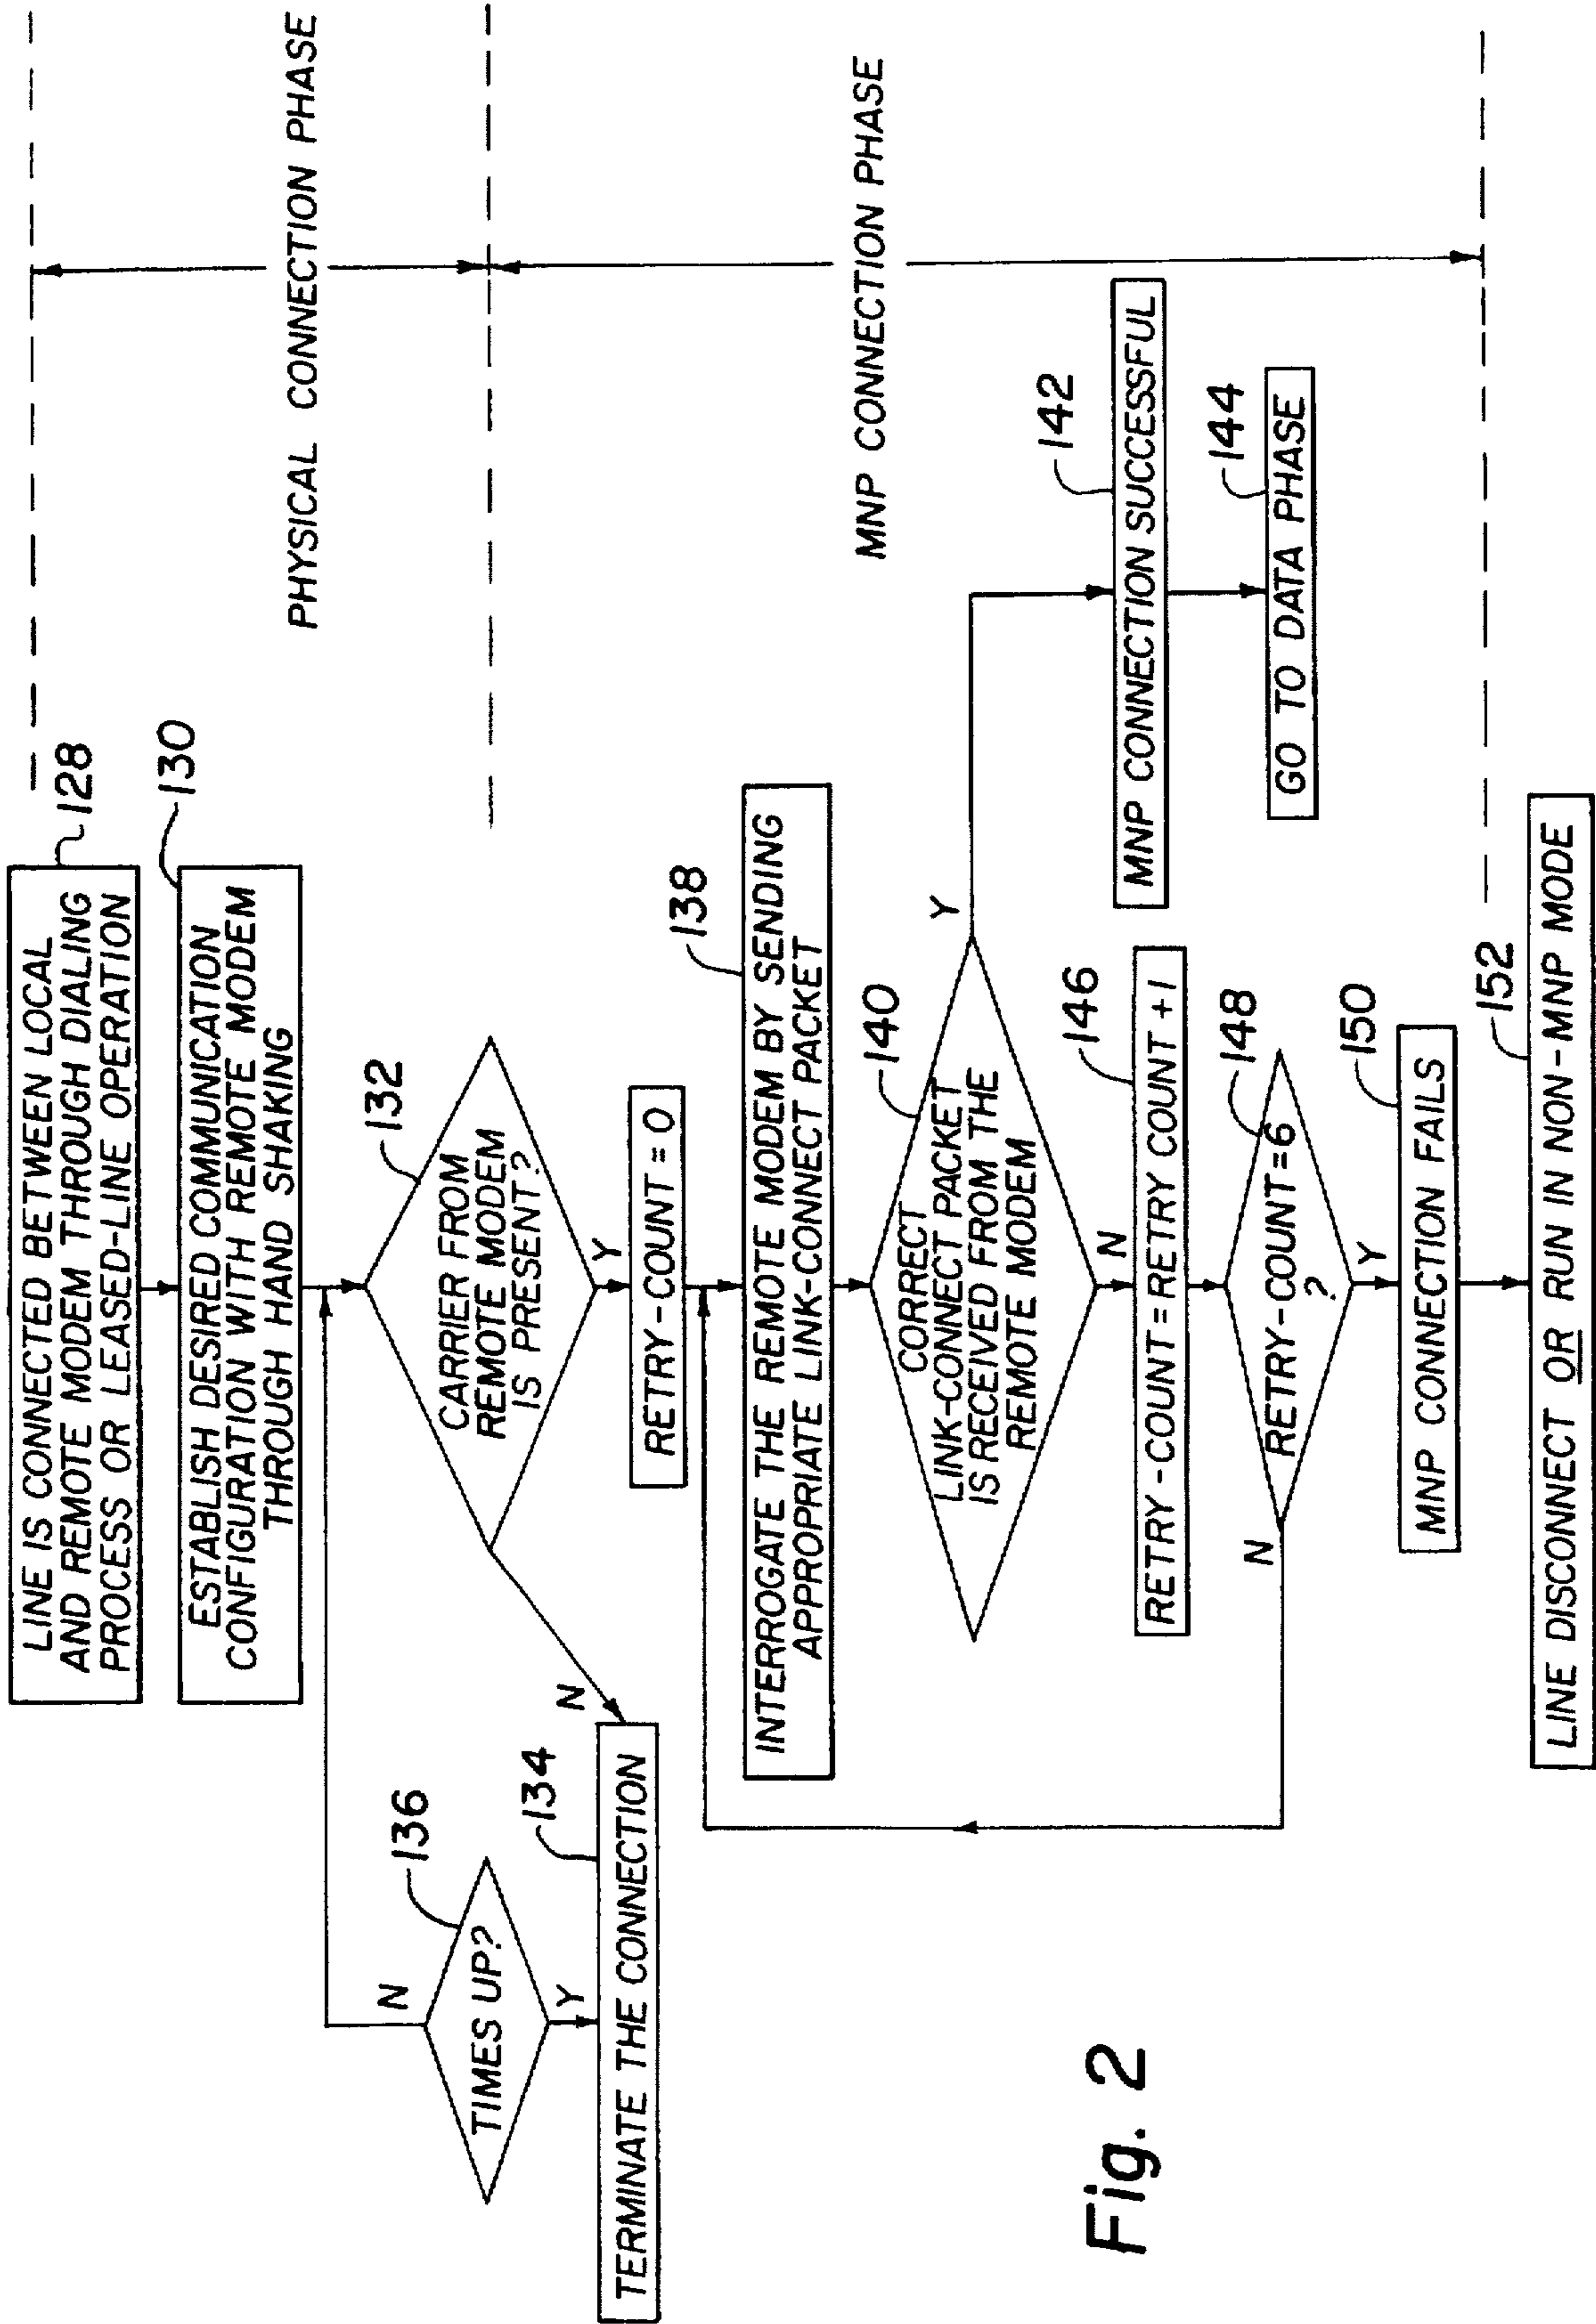 LINE IS CONNECTED BETWEEN LOCAL
AND REMOTE MODEM THROUGH DIALING
PROCESS OR LEASED-LINE OPERATION
128
ESTABLISH DESIRED COMMUNICATION
CONFIGURATION WITH REMOTE MODEM
THROUGH HAND SHAKING
130
PHYSICAL CONNECTION PHASE
TIMES UP?
136
N
Y
CARRIER FROM
REMOTE MODEM
IS PRESENT?
132
N
Y
TERMINATE THE CONNECTION
134
RETRY-COUNT = 0
INTERROGATE THE REMOTE MODEM BY SENDING
APPROPRIATE LINK-CONNECT PACKET
138
MNP CONNECTION PHASE
CORRECT
LINK-CONNECT PACKET
IS RECEIVED FROM THE
REMOTE MODEM
140
Y
N
MNP CONNECTION SUCCESSFUL
142
RETRY-COUNT=RETRY COUNT +1
146
GO TO DATA PHASE
144
RETRY-COUNT=6
?
148
N
Y
MNP CONNECTION FAILS
150
LINE DISCONNECT OR RUN IN NON-MNP MODE
152
Fig. 2